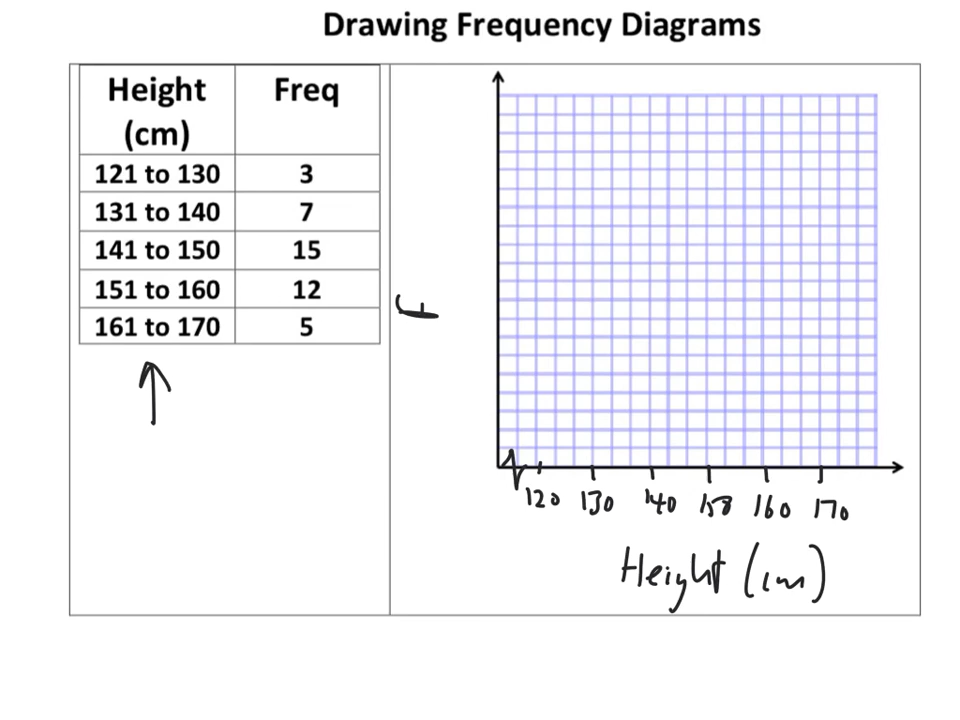 Drawing Frequency Diagrams
Height (cm) Freq
121 to 130 3
131 to 140 7
141 to 150 15
151 to 160 12
161 to 170 5
F
120 130 140 158 160 170
Height (cm)